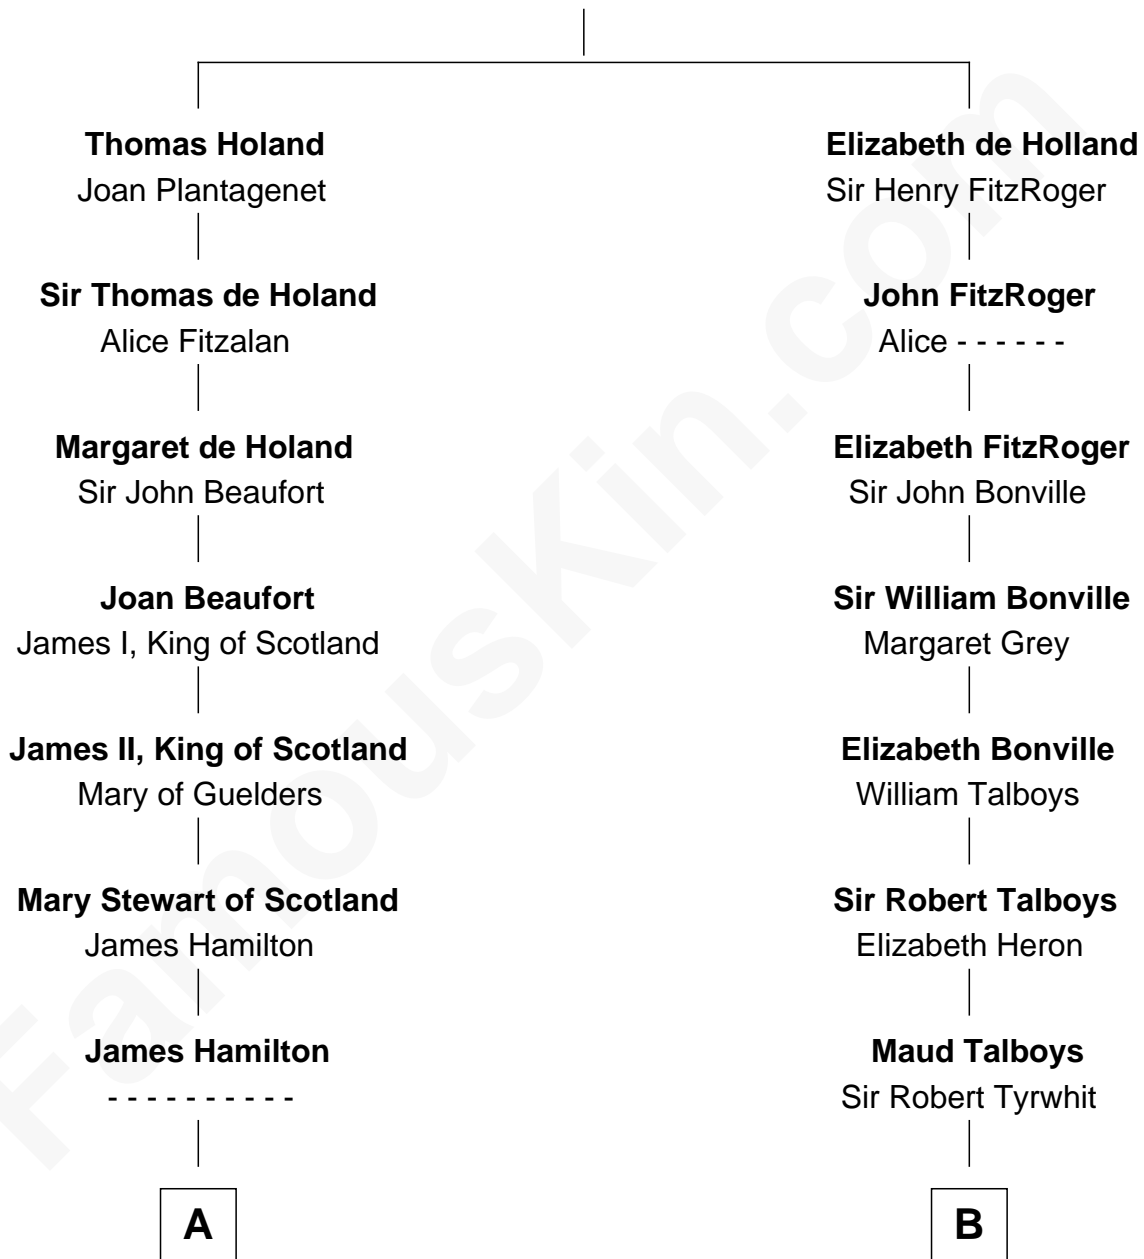 Thomas Holand
Joan Plantagenet
Sir Thomas de Holand
Alice Fitzalan
Margaret de Holand
Sir John Beaufort
Joan Beaufort
James I, King of Scotland
James II, King of Scotland
Mary of Guelders
Mary Stewart of Scotland
James Hamilton
James Hamilton
- - - - - - - - - -
A
Elizabeth de Holland
Sir Henry FitzRoger
John FitzRoger
Alice - - - - - -
Elizabeth FitzRoger
Sir John Bonville
Sir William Bonville
Margaret Grey
Elizabeth Bonville
William Talboys
Sir Robert Talboys
Elizabeth Heron
Maud Talboys
Sir Robert Tyrwhit
B
FamousKin.com